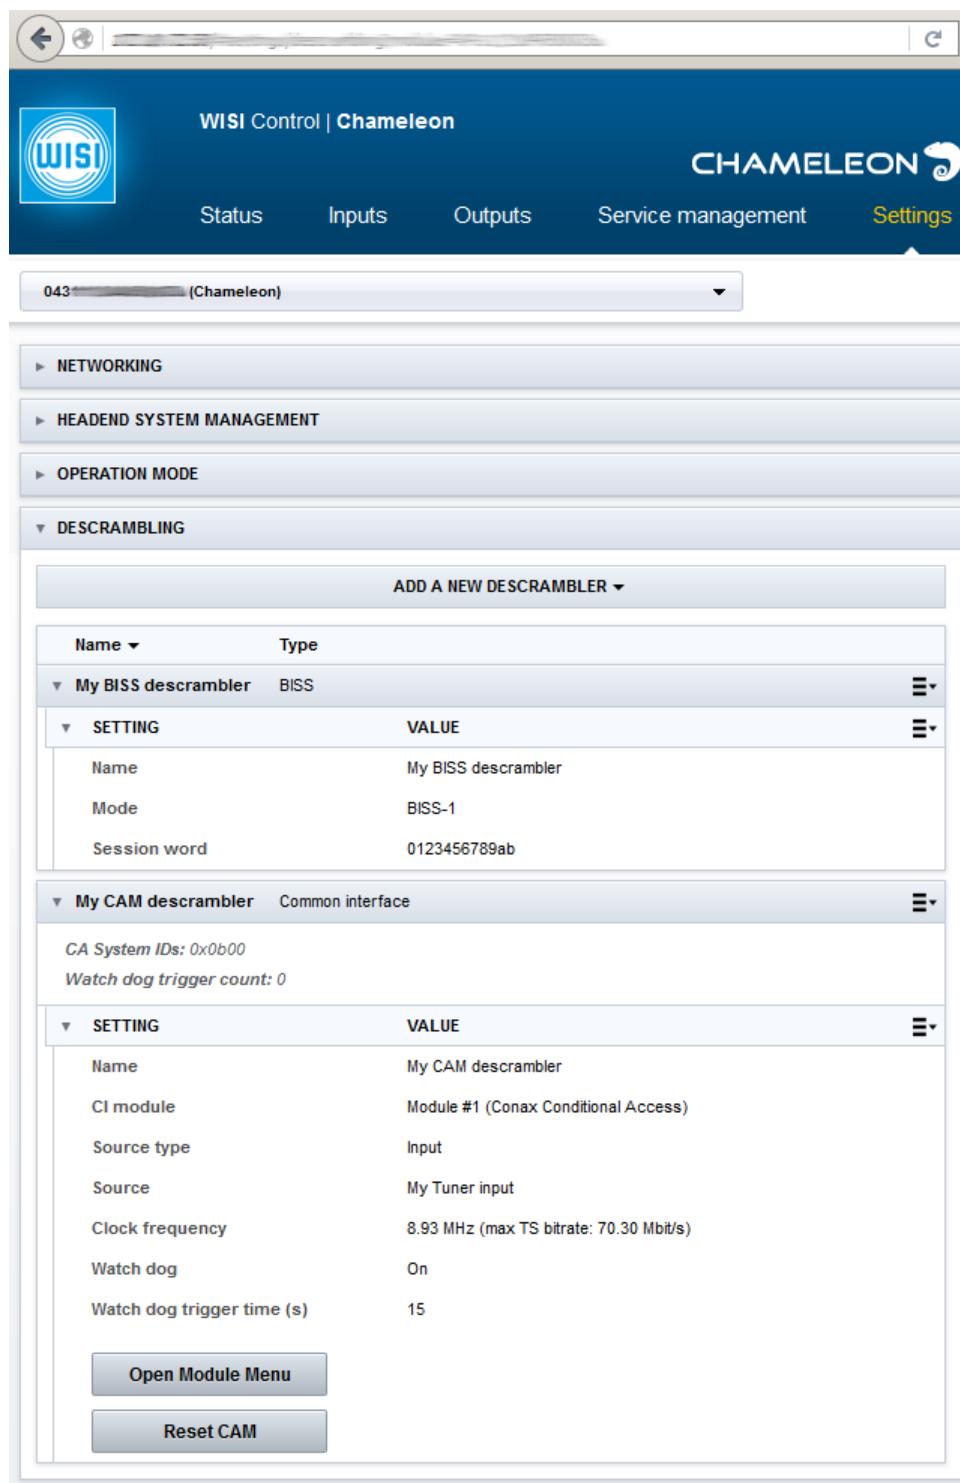 WISI Control | Chameleon
WISI
CHAMELEON
Status Inputs Outputs Service management Settings
043 (Chameleon)
NETWORKING
HEADEND SYSTEM MANAGEMENT
OPERATION MODE
DESCRAMBLING
ADD A NEW DESCRAMBLER
Name Type
My BISS descrambler BISS
SETTING VALUE
Name My BISS descrambler
Mode BISS-1
Session word 0123456789ab
My CAM descrambler Common interface
CA System IDs: 0x0b00
Watch dog trigger count: 0
SETTING VALUE
Name My CAM descrambler
CI module Module #1 (Conax Conditional Access)
Source type Input
Source My Tuner input
Clock frequency 8.93 MHz (max TS bitrate: 70.30 Mbit/s)
Watch dog On
Watch dog trigger time (s) 15
Open Module Menu
Reset CAM